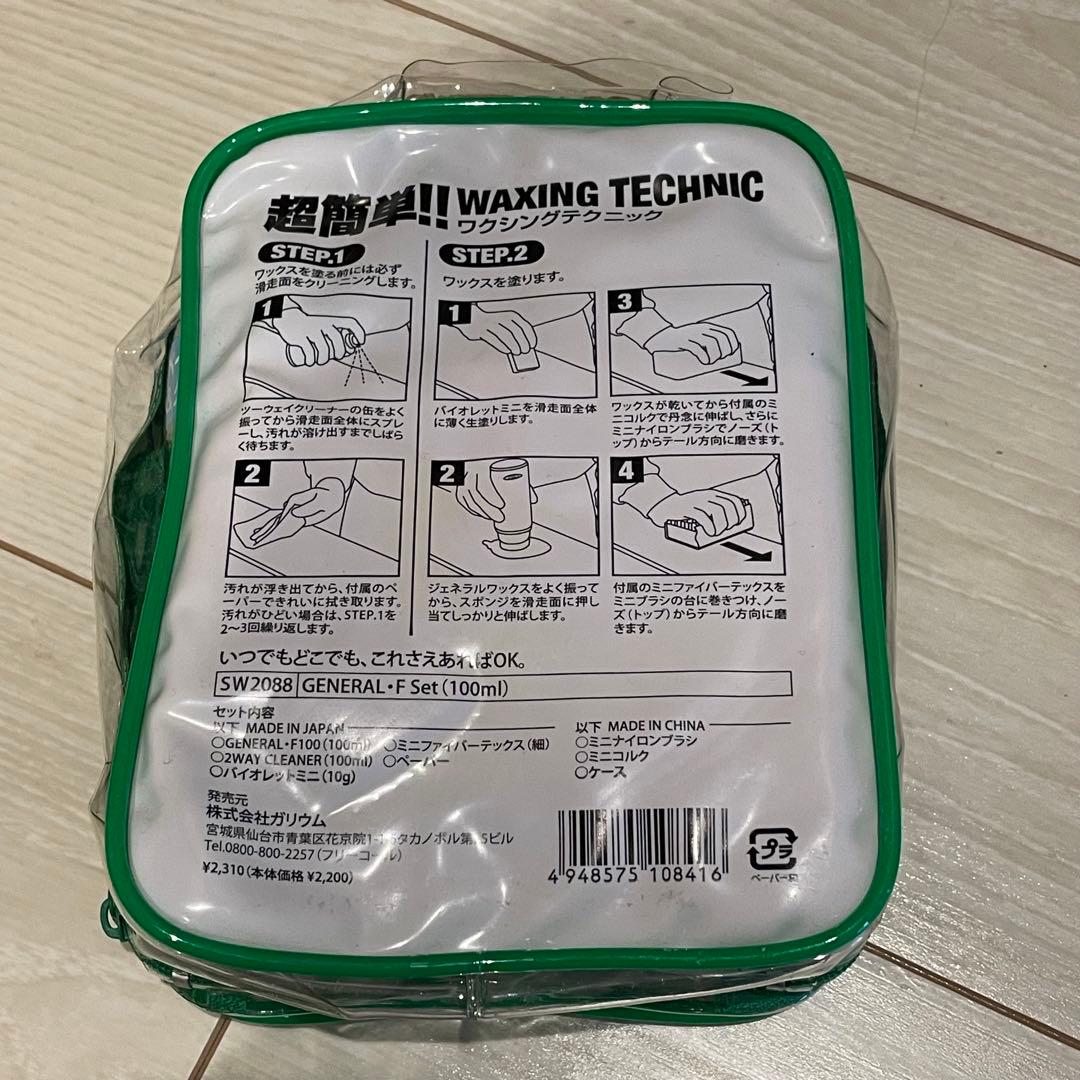 超簡単!! WAXING TECHNIC
ワクシングテクニック
STEP.1
ワックスを塗る前には必ず
滑走面をクリーニングします。
1
ツーウェイクリーナーの缶をよく
振ってから滑走面全体にスプレ
ーし、汚れが溶け出すまでしばら
く待ちます。
2
汚れが浮き出てから、付属のペ
ーパーできれいに拭き取ります。
汚れがひどい場合は、STEP.1を
2〜3回繰り返します。
STEP.2
ワックスを塗ります。
1
バイオレットミニを滑走面全体
に薄く生塗りします。
2
ジェネラルワックスをよく振って
から、スポンジを滑走面に押し
当てしっかりと伸ばします。
3
ワックスが乾いてから付属のミ
ニコルクで丹念に伸ばし、さらに
ミニナイロンブラシでノーズ(ト
ップ)からテール方向に磨きます。
4
付属のミニファイバーテックスを
ミニブラシの台に巻きつけ、ノー
ズ(トップ)からテール方向に磨
きます。
いつでもどこでも、これさえあればOK。
SW2088 GENERAL・F Set(100ml)
セット内容
以下 MADE IN JAPAN
○GENERAL・F100(100ml) ○ミニファイバーテックス(細)
○2WAY CLEANER(100ml) ○ペーパー
○バイオレットミニ(10g)
以下 MADE IN CHINA
○ミニナイロンブラシ
○ミニコルク
○ケース
発売元
株式会社ガリウム
宮城県仙台市青葉区花京院1-1-5タカノボル第25ビル
Tel.0800-800-2257(フリーコール)
¥2,310(本体価格 ¥2,200)
4 948575 108416
プラ